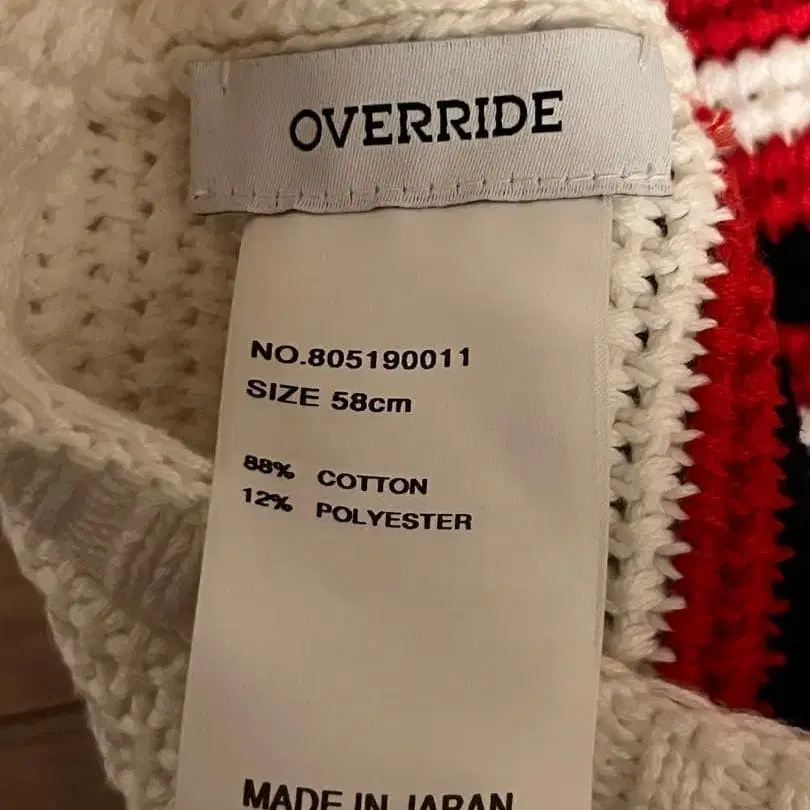 OVERRIDE
NO.805190011
SIZE 58cm
88% COTTON
12% POLYESTER
MADE IN JAPAN